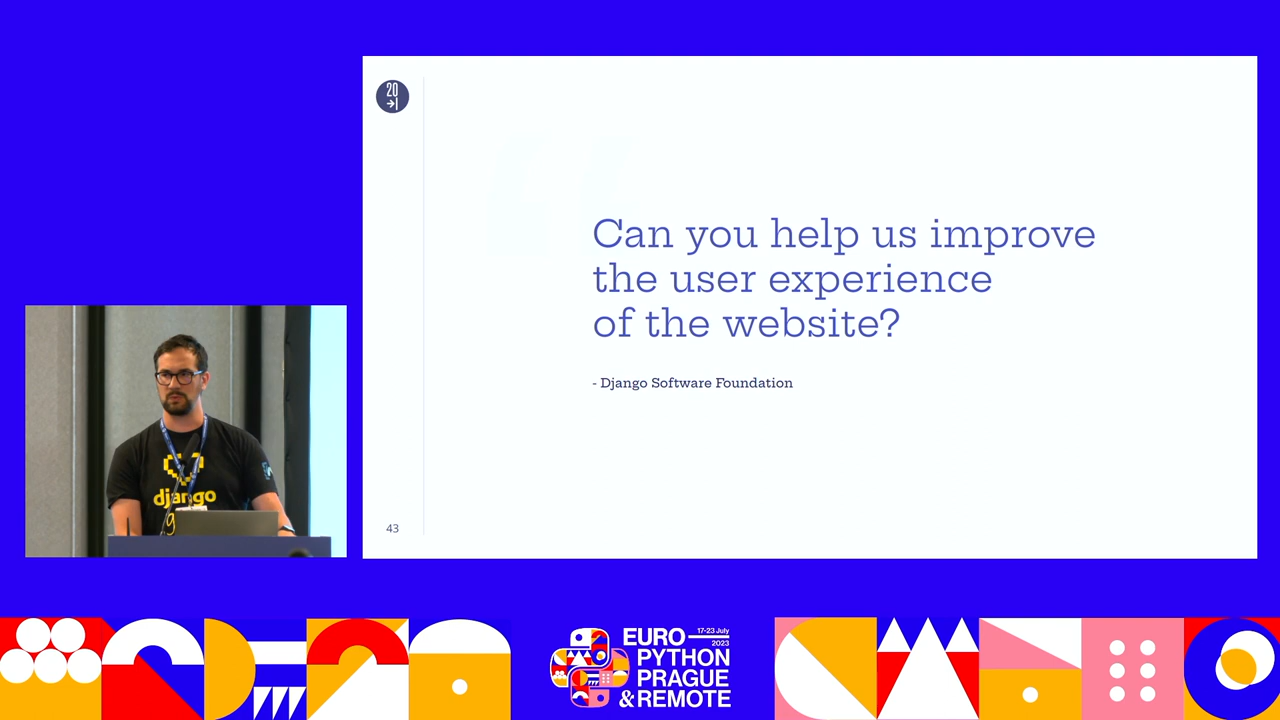 20
Can you help us improve
the user experience
of the website?
- Django Software Foundation
43
django
g
EURO
17-23 July
2023
PYTHON
PRAGUE
& REMOTE